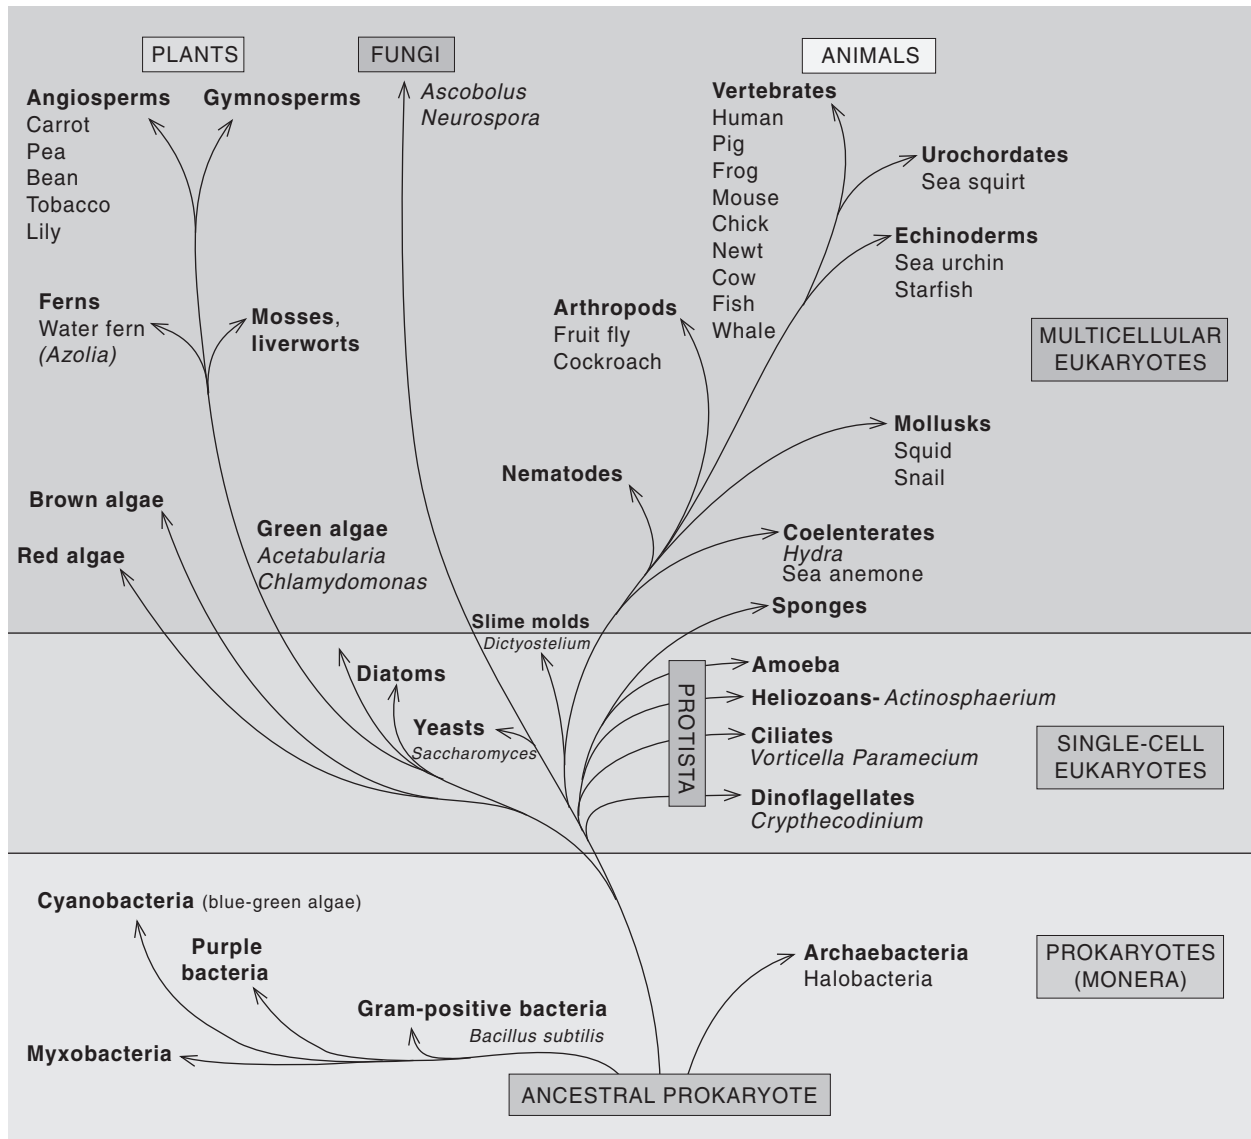 PLANTS
FUNGI
ANIMALS
Angiosperms
Carrot
Pea
Bean
Tobacco
Lily
Gymnosperms
Ascobolus
Neurospora
Vertebrates
Human
Pig
Frog
Mouse
Chick
Newt
Cow
Fish
Whale
Urochordates
Sea squirt
Echinoderms
Sea urchin
Starfish
Ferns
Water fern
(Azolia)
Mosses,
liverworts
Arthropods
Fruit fly
Cockroach
MULTICELLULAR
EUKARYOTES
Mollusks
Squid
Snail
Nematodes
Brown algae
Red algae
Green algae
Acetabularia
Chlamydomonas
Coelenterates
Hydra
Sea anemone
Sponges
Slime molds
Dictyostelium
Diatoms
Yeasts
Saccharomyces
PROTISTA
Amoeba
Heliozoans- Actinosphaerium
Ciliates
Vorticella Paramecium
Dinoflagellates
Crypthecodinium
SINGLE-CELL
EUKARYOTES
Cyanobacteria (blue-green algae)
Purple
bacteria
Gram-positive bacteria
Bacillus subtilis
Myxobacteria
Archaebacteria
Halobacteria
PROKARYOTES
(MONERA)
ANCESTRAL PROKARYOTE